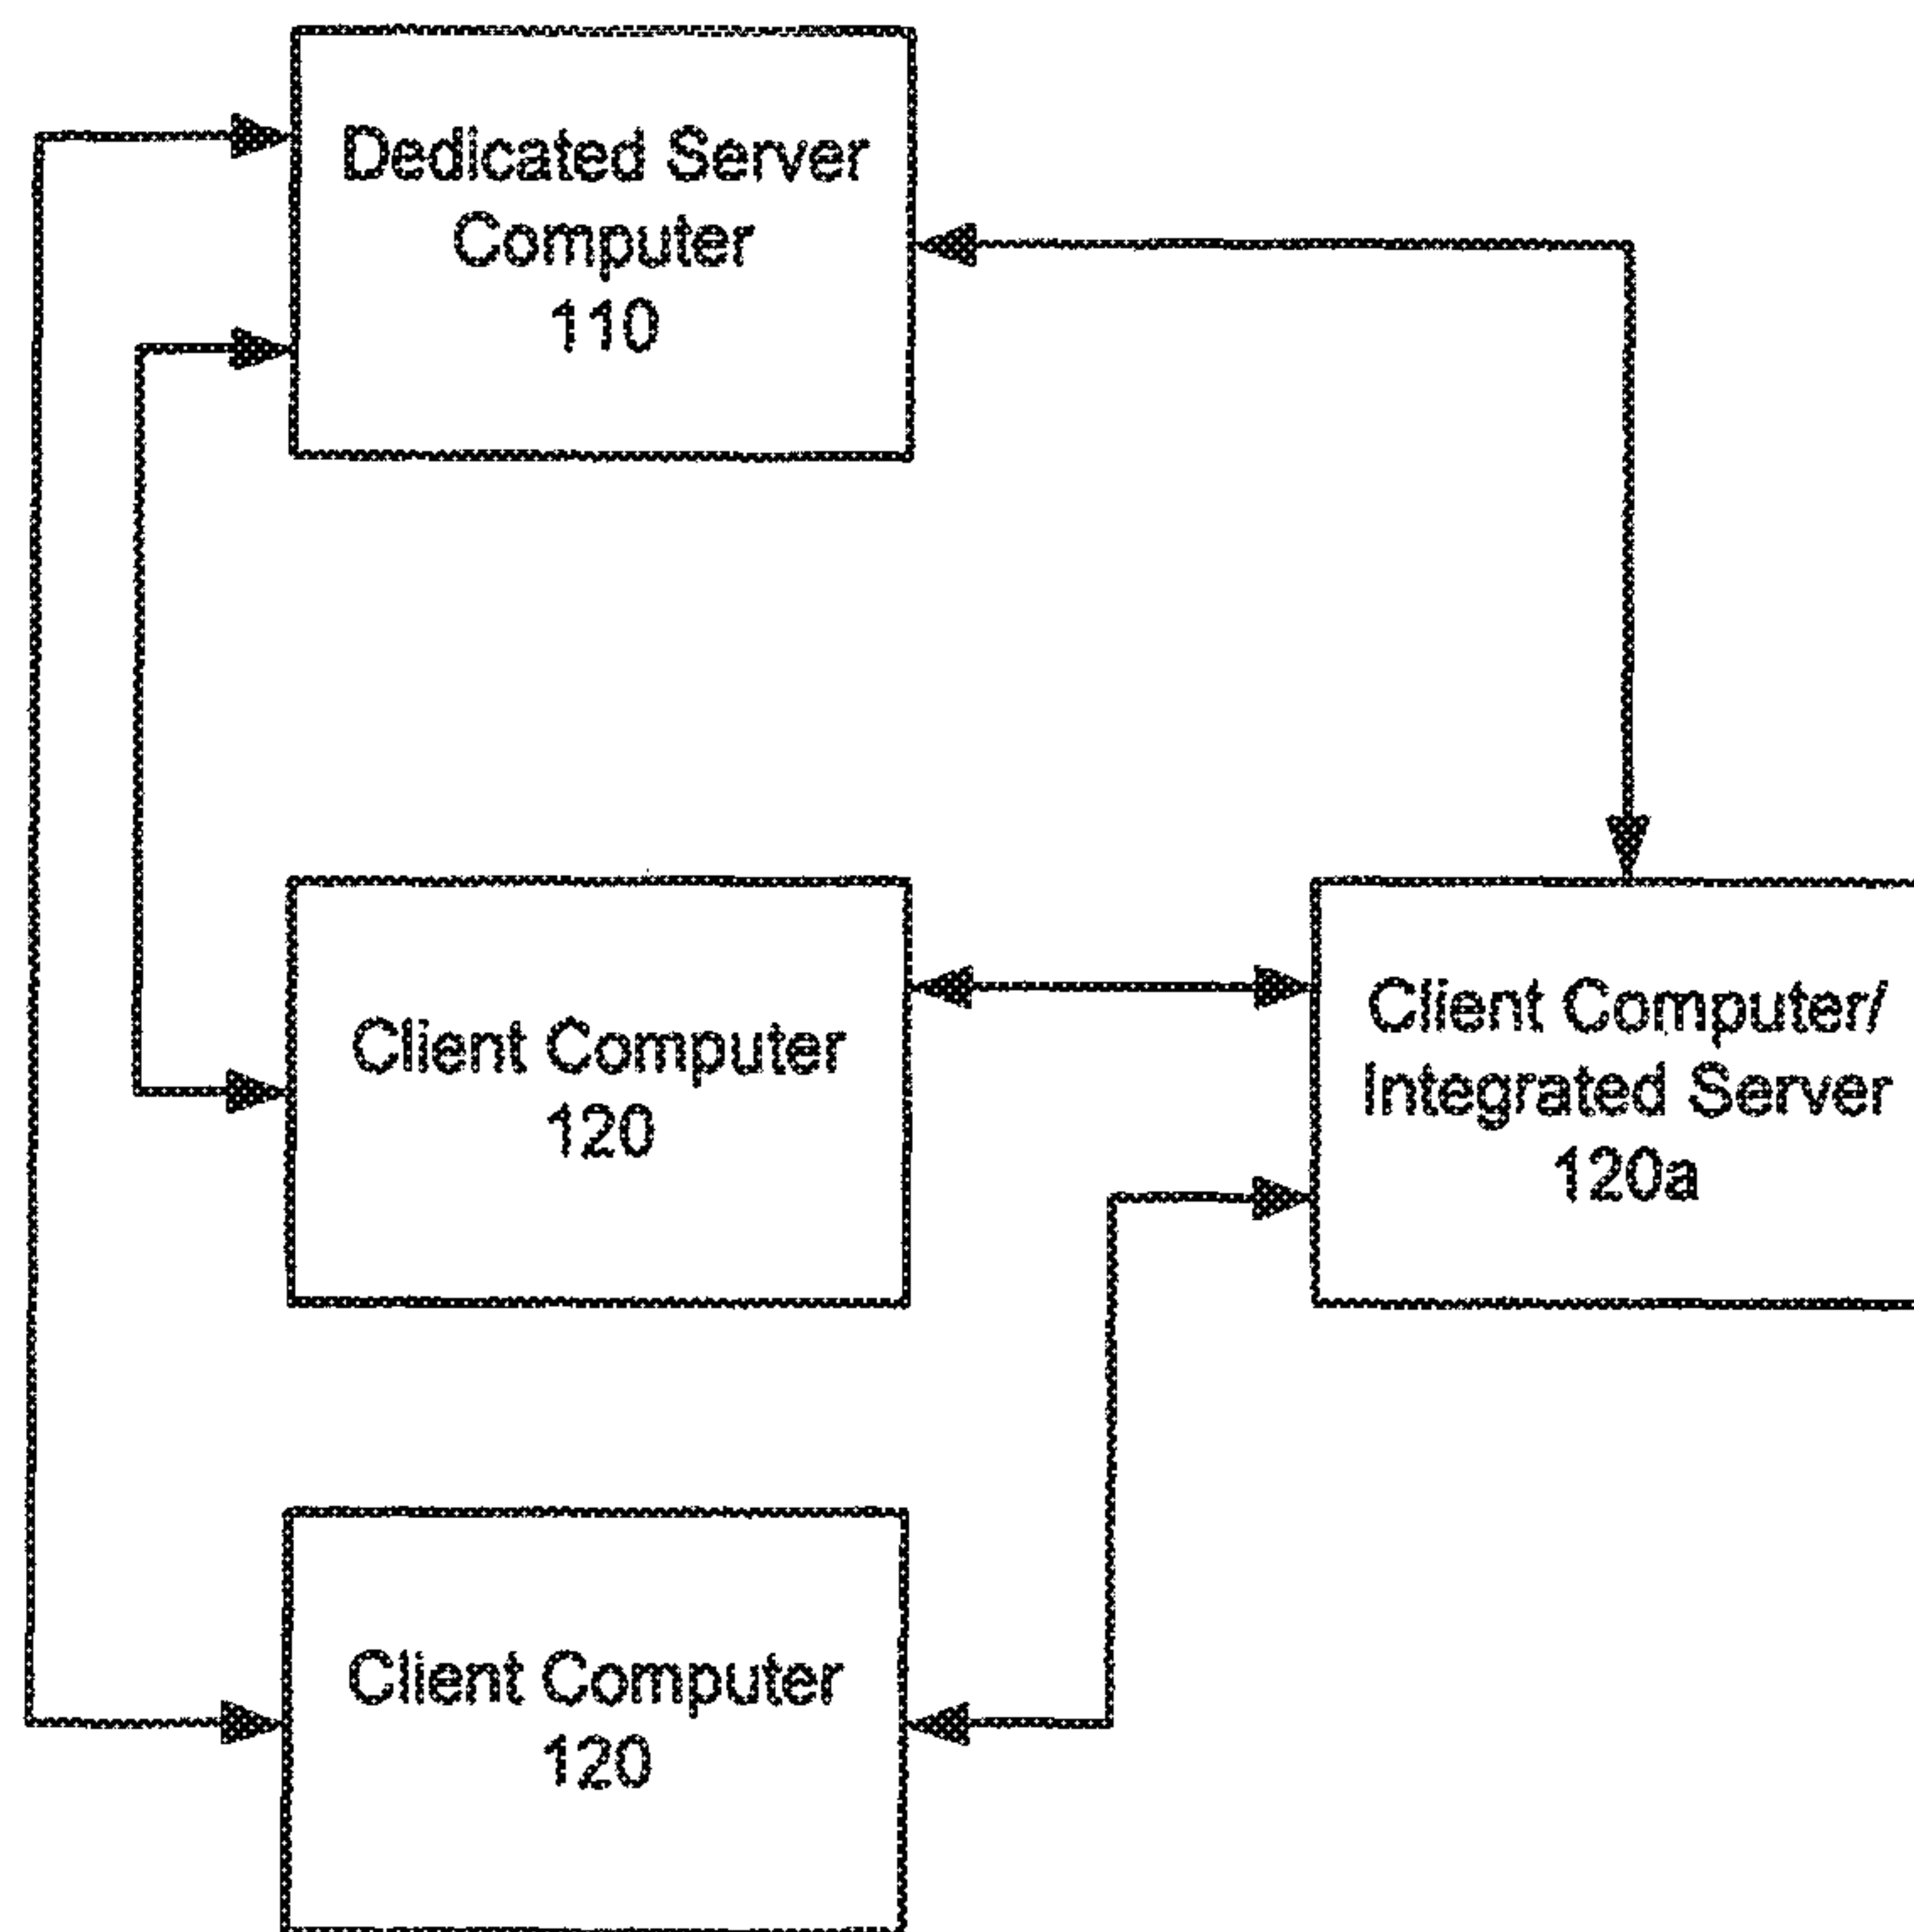 Dedicated Server
Computer
110
Client Computer
120
Client Computer/
Integrated Server
120a
Client Computer
120